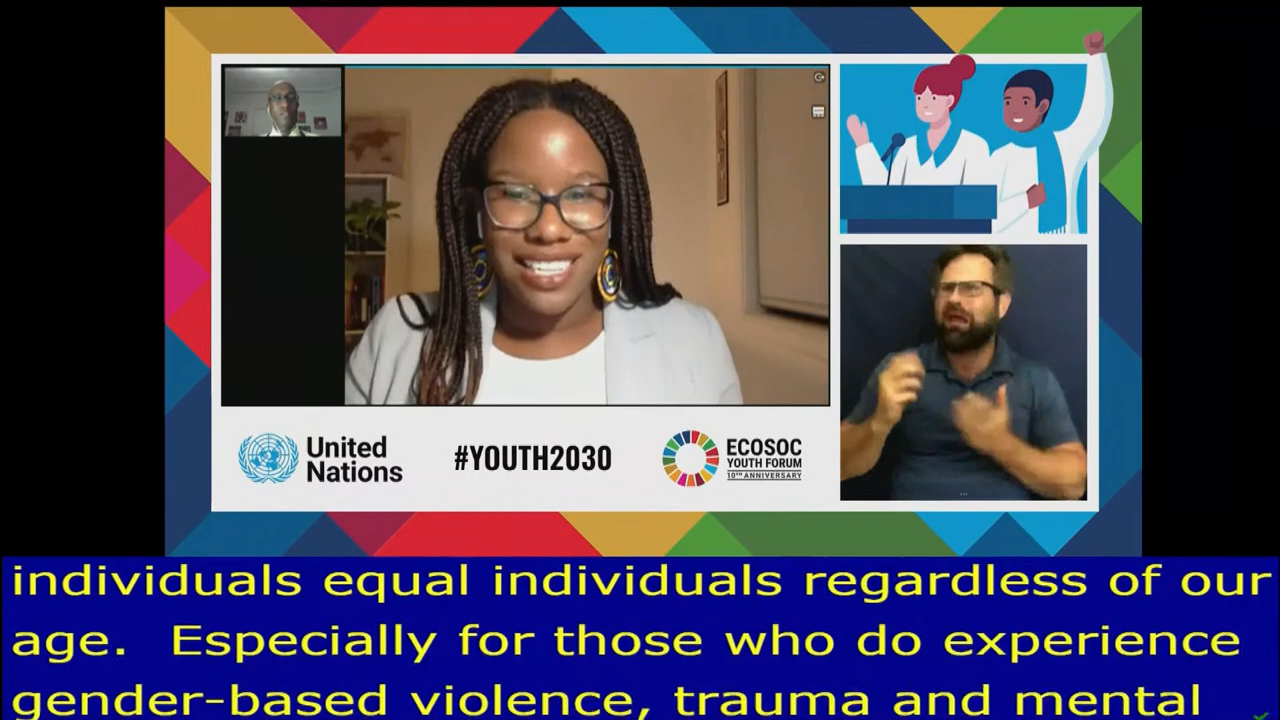 United
Nations
#YOUTH2030
ECOSOC
YOUTH FORUM
10TH ANNIVERSARY
individuals equal individuals regardless of our
age.  Especially for those who do experience
gender-based violence, trauma and mental